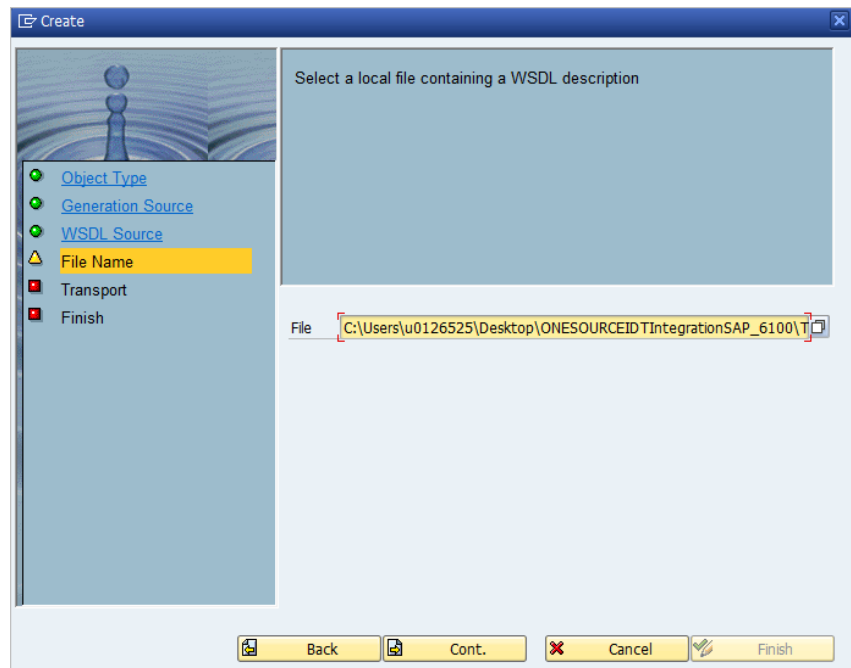 Create
Select a local file containing a WSDL description
Object Type
Generation Source
WSDL Source
File Name
Transport
Finish
File C:\Users\u0126525\Desktop\ONESOURCEIDTIntegrationSAP_6100\T
Back Cont. Cancel Finish